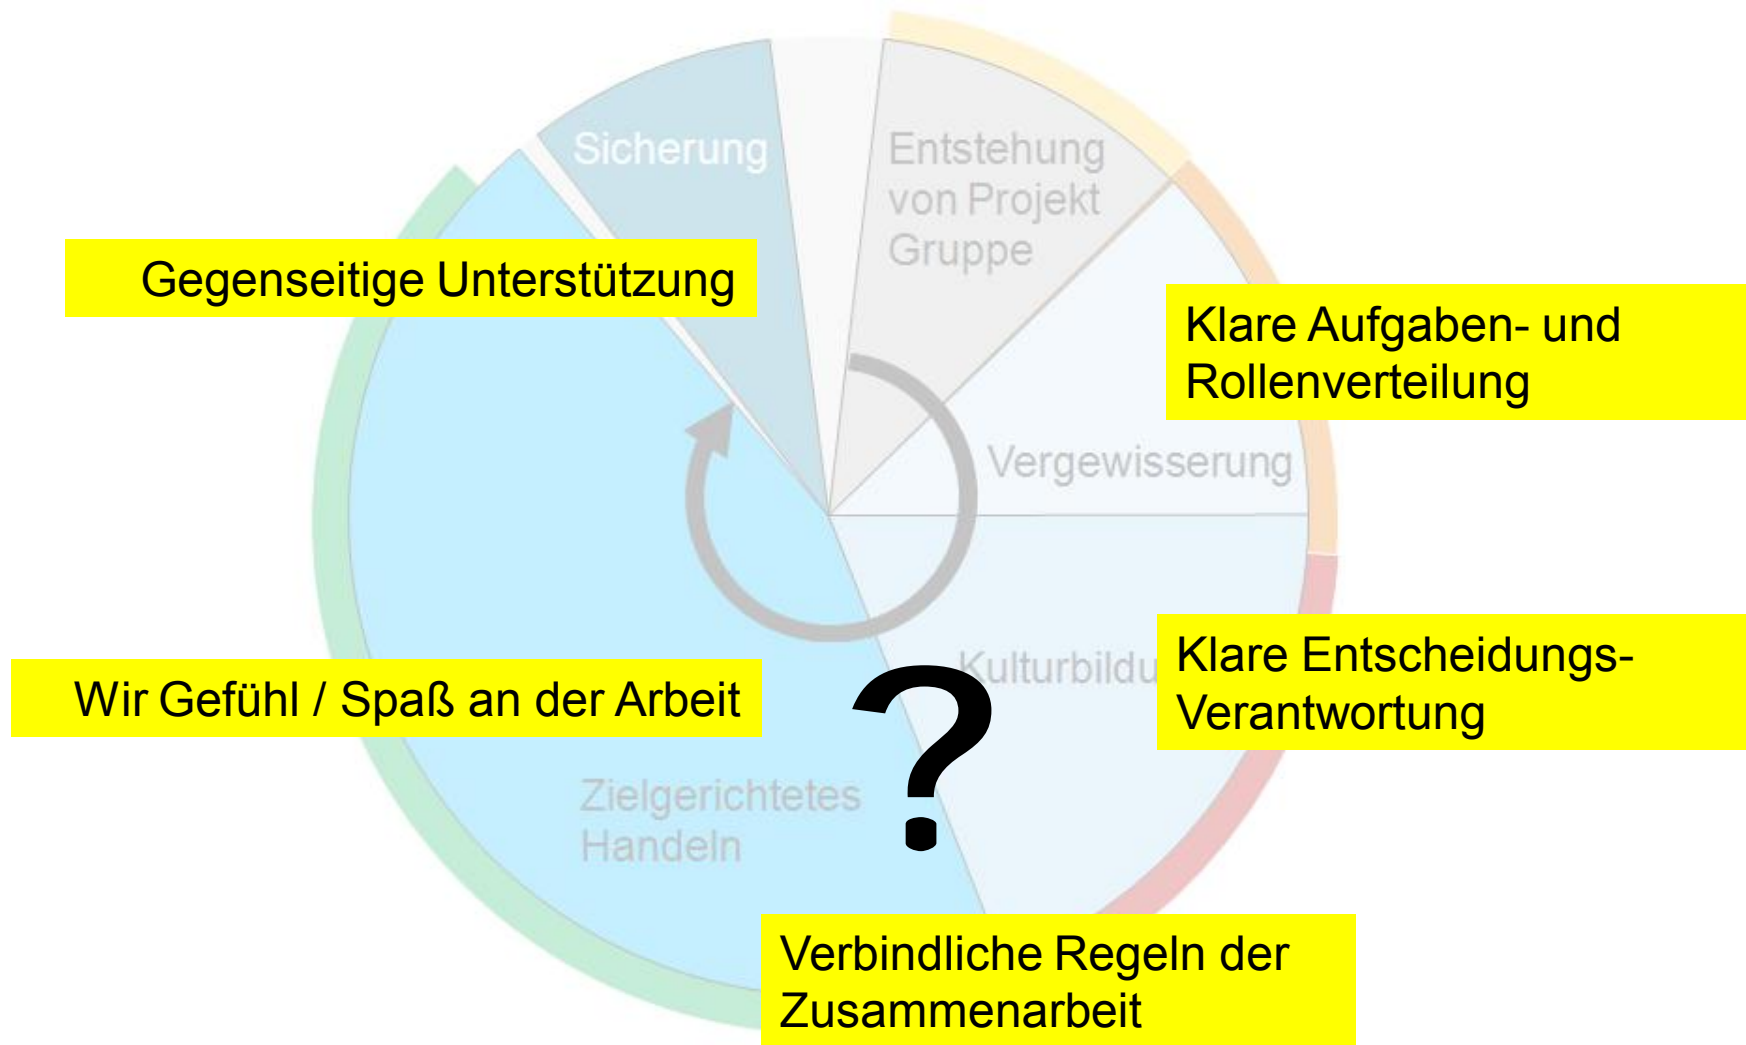 Sicherung
Entstehung
von Projekt
Gruppe
Gegenseitige Unterstützung
Klare Aufgaben- und
Rollenverteilung
Vergewisserung
Kulturbildu
Klare Entscheidungs-
Verantwortung
Wir Gefühl / Spaß an der Arbeit
?
Zielgerichtetes
Handeln
Verbindliche Regeln der
Zusammenarbeit